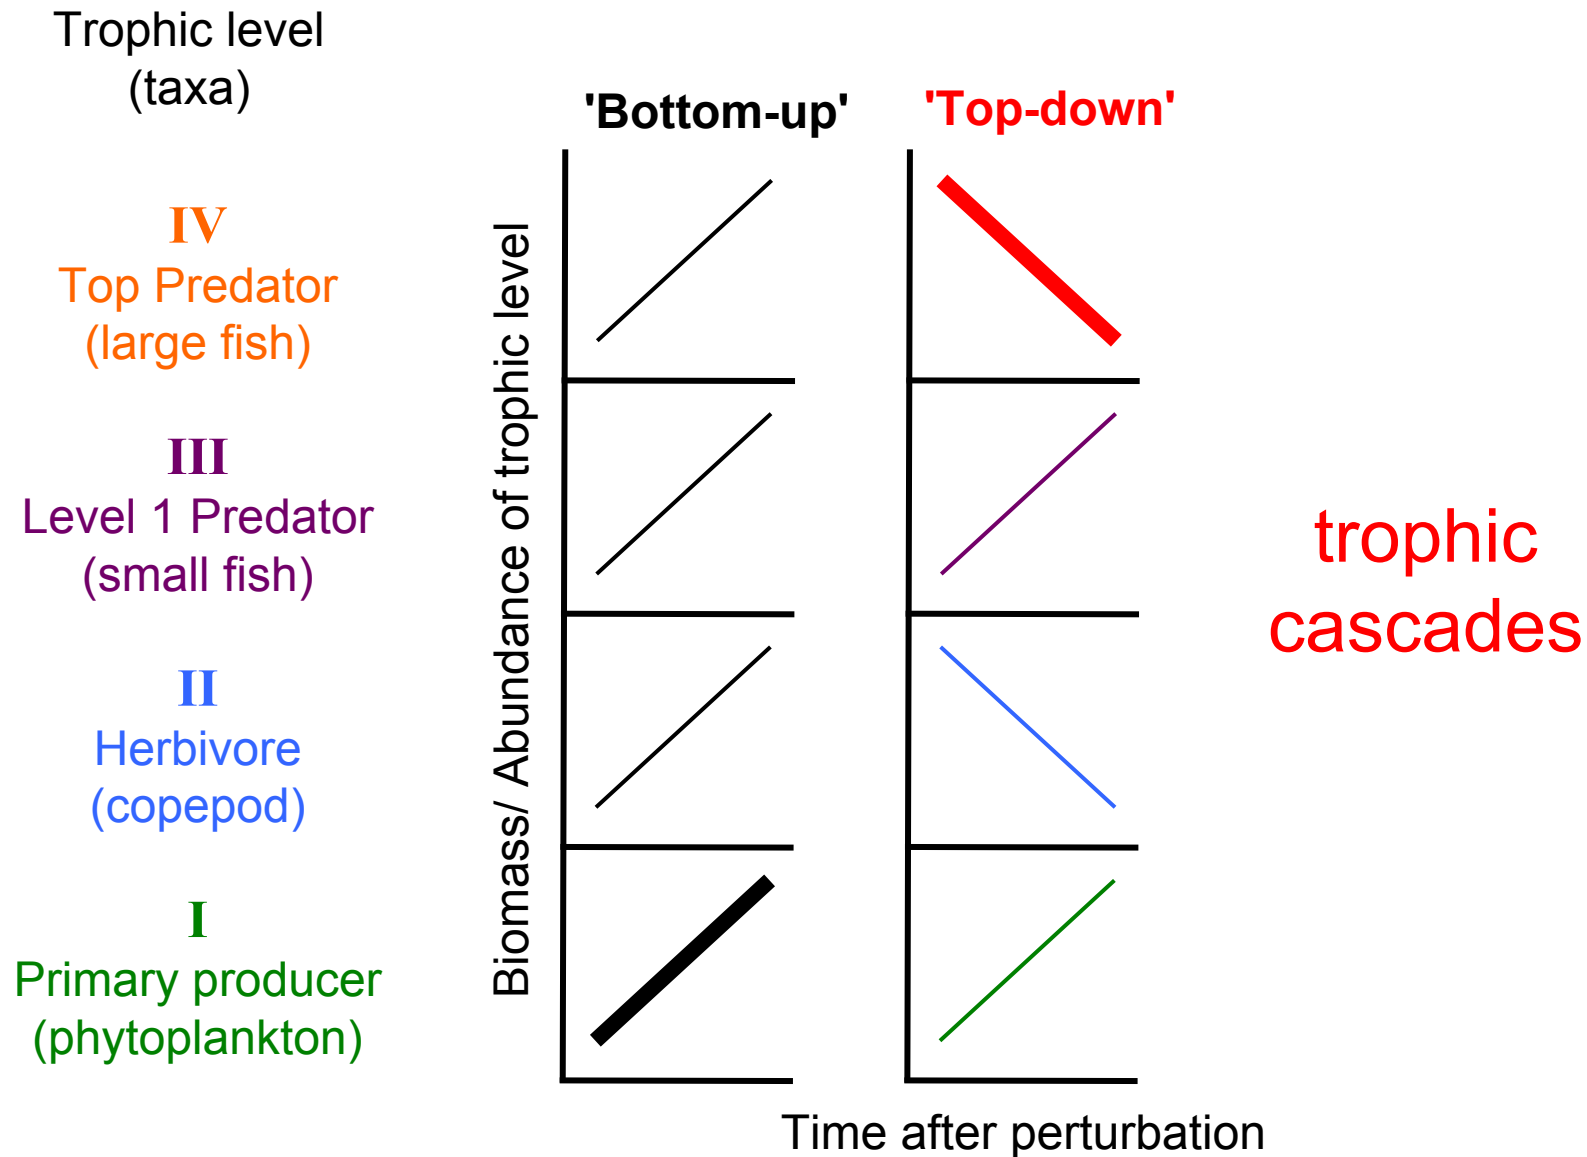 Trophic level
(taxa)
'Bottom-up'
'Top-down'
IV
Top Predator
(large fish)
III
Level 1 Predator
(small fish)
II
Herbivore
(copepod)
I
Primary producer
(phytoplankton)
Biomass/ Abundance of trophic level
trophic
cascades
Time after perturbation